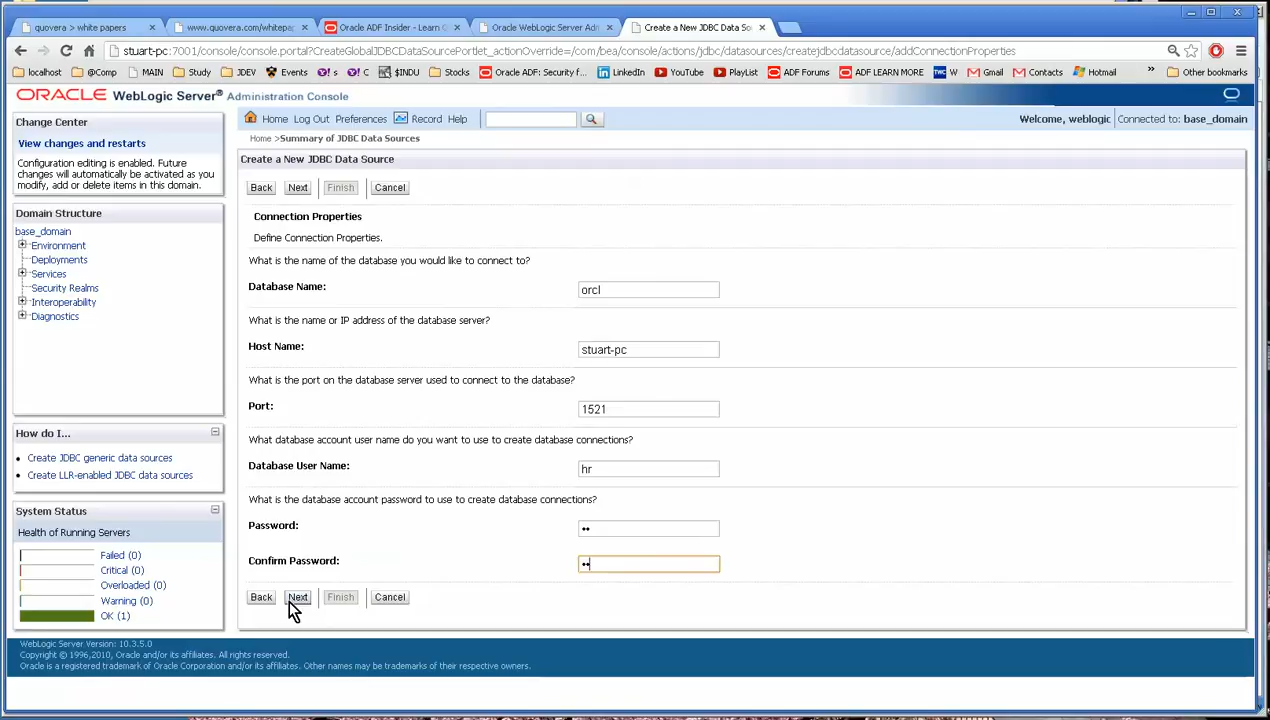 quovera > white papers
www.quovera.com/whitepap
Oracle ADF Insider - Learn O
Oracle WebLogic Server Adm
Create a New JDBC Data Sou
stuart-pc:7001/console/console.portal?CreateGlobalJDBCDataSourcePortlet_actionOverride=/com/bea/console/actions/jdbc/datasources/createjdbcdatasource/addConnectionProperties
localhost @Comp MAIN Study JDEV Events Y! s Y! C $INDU Stocks Oracle ADF: Security f... LinkedIn YouTube PlayList ADF Forums ADF LEARN MORE TWC W Gmail Contacts Hotmail » Other bookmarks
ORACLE WebLogic Server® Administration Console
Change Center
View changes and restarts
Configuration editing is enabled. Future
changes will automatically be activated as you
modify, add or delete items in this domain.
Domain Structure
base_domain
Environment
Deployments
Services
Security Realms
Interoperability
Diagnostics
How do I...
Create JDBC generic data sources
Create LLR-enabled JDBC data sources
System Status
Health of Running Servers
Failed (0)
Critical (0)
Overloaded (0)
Warning (0)
OK (1)
Home Log Out Preferences Record Help
Welcome, weblogic Connected to: base_domain
Home >Summary of JDBC Data Sources
Create a New JDBC Data Source
Back Next Finish Cancel
Connection Properties
Define Connection Properties.
What is the name of the database you would like to connect to?
Database Name: orcl
What is the name or IP address of the database server?
Host Name: stuart-pc
What is the port on the database server used to connect to the database?
Port: 1521
What database account user name do you want to use to create database connections?
Database User Name: hr
What is the database account password to use to create database connections?
Password: ••
Confirm Password: ••
Back Next Finish Cancel
WebLogic Server Version: 10.3.5.0
Copyright © 1996,2010, Oracle and/or its affiliates. All rights reserved.
Oracle is a registered trademark of Oracle Corporation and/or its affiliates. Other names may be trademarks of their respective owners.